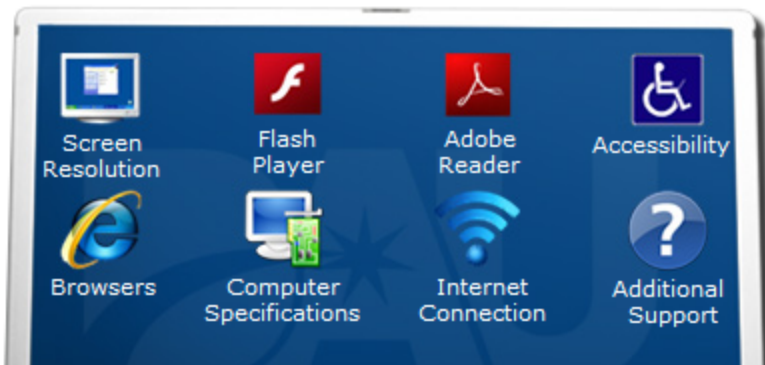 Screen
Resolution
Flash
Player
Adobe
Reader
Accessibility
Browsers
Computer
Specifications
Internet
Connection
Additional
Support